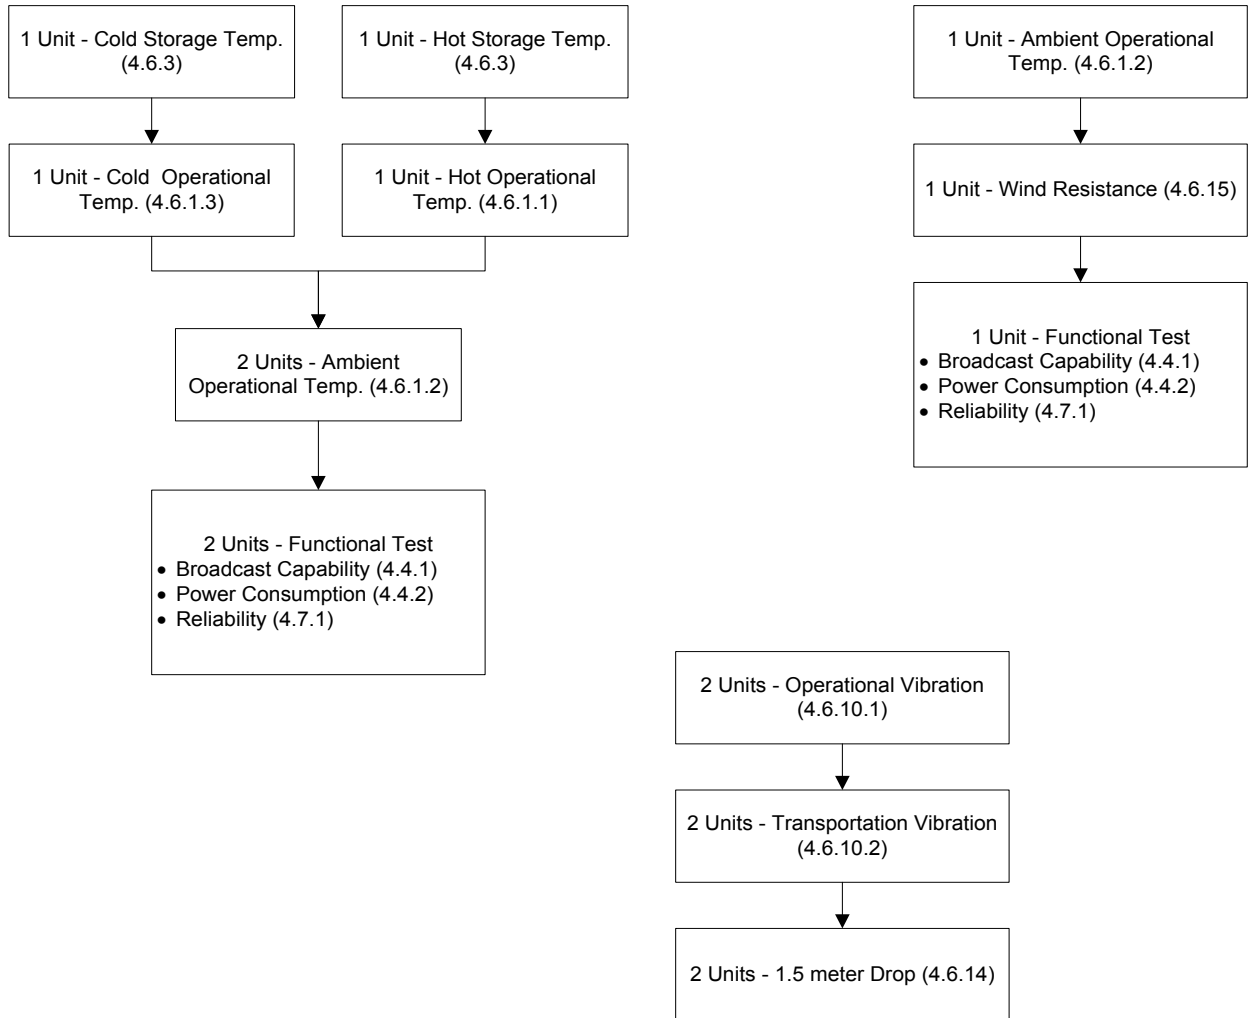 1 Unit - Cold Storage Temp.
(4.6.3)
1 Unit - Hot Storage Temp.
(4.6.3)
1 Unit - Ambient Operational
Temp. (4.6.1.2)
1 Unit - Cold  Operational
Temp. (4.6.1.3)
1 Unit - Hot Operational
Temp. (4.6.1.1)
1 Unit - Wind Resistance (4.6.15)
2 Units - Ambient
Operational Temp. (4.6.1.2)
1 Unit - Functional Test
• Broadcast Capability (4.4.1)
• Power Consumption (4.4.2)
• Reliability (4.7.1)
2 Units - Functional Test
• Broadcast Capability (4.4.1)
• Power Consumption (4.4.2)
• Reliability (4.7.1)
2 Units - Operational Vibration
(4.6.10.1)
2 Units - Transportation Vibration
(4.6.10.2)
2 Units - 1.5 meter Drop (4.6.14)